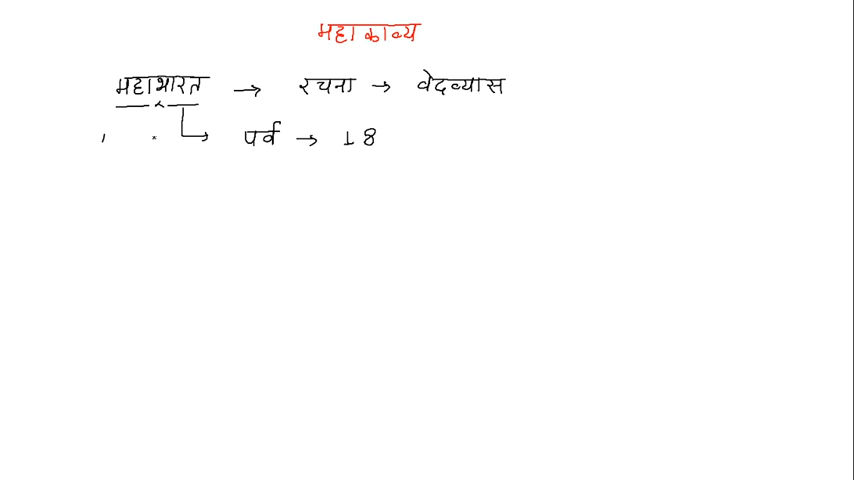 महाकाव्य
महाभारत → रचना → वेदव्यास
पर्व → 18